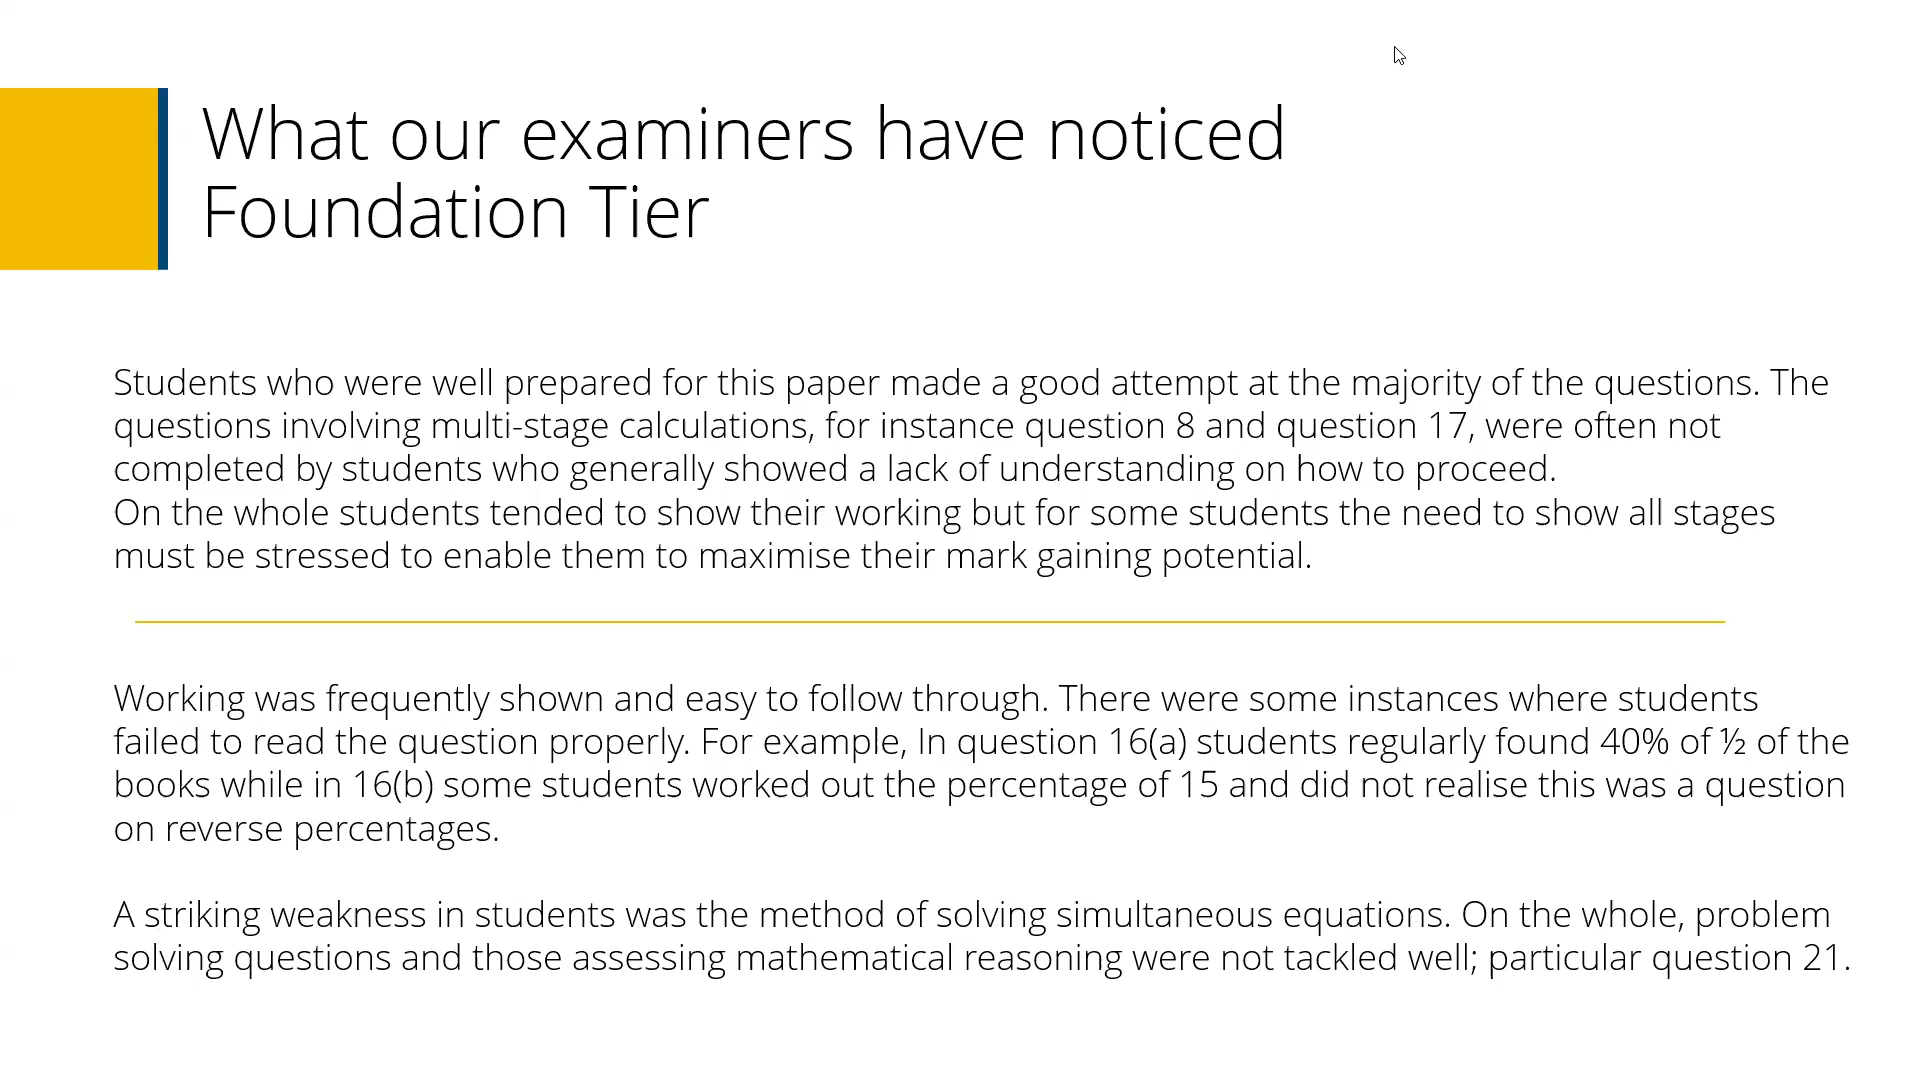 What our examiners have noticed
Foundation Tier
Students who were well prepared for this paper made a good attempt at the majority of the questions. The
questions involving multi-stage calculations, for instance question 8 and question 17, were often not
completed by students who generally showed a lack of understanding on how to proceed.
On the whole students tended to show their working but for some students the need to show all stages
must be stressed to enable them to maximise their mark gaining potential.
Working was frequently shown and easy to follow through. There were some instances where students
failed to read the question properly. For example, In question 16(a) students regularly found 40% of ½ of the
books while in 16(b) some students worked out the percentage of 15 and did not realise this was a question
on reverse percentages.
A striking weakness in students was the method of solving simultaneous equations. On the whole, problem
solving questions and those assessing mathematical reasoning were not tackled well; particular question 21.